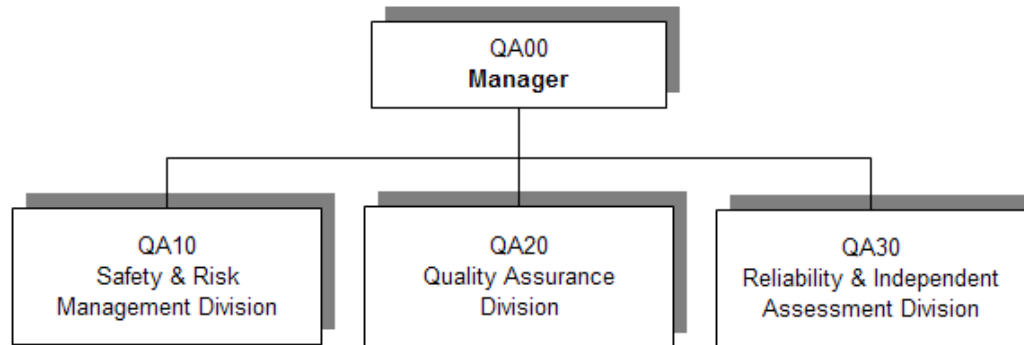 QA00
Manager
QA10
Safety & Risk
Management Division
QA20
Quality Assurance
Division
QA30
Reliability & Independent
Assessment Division